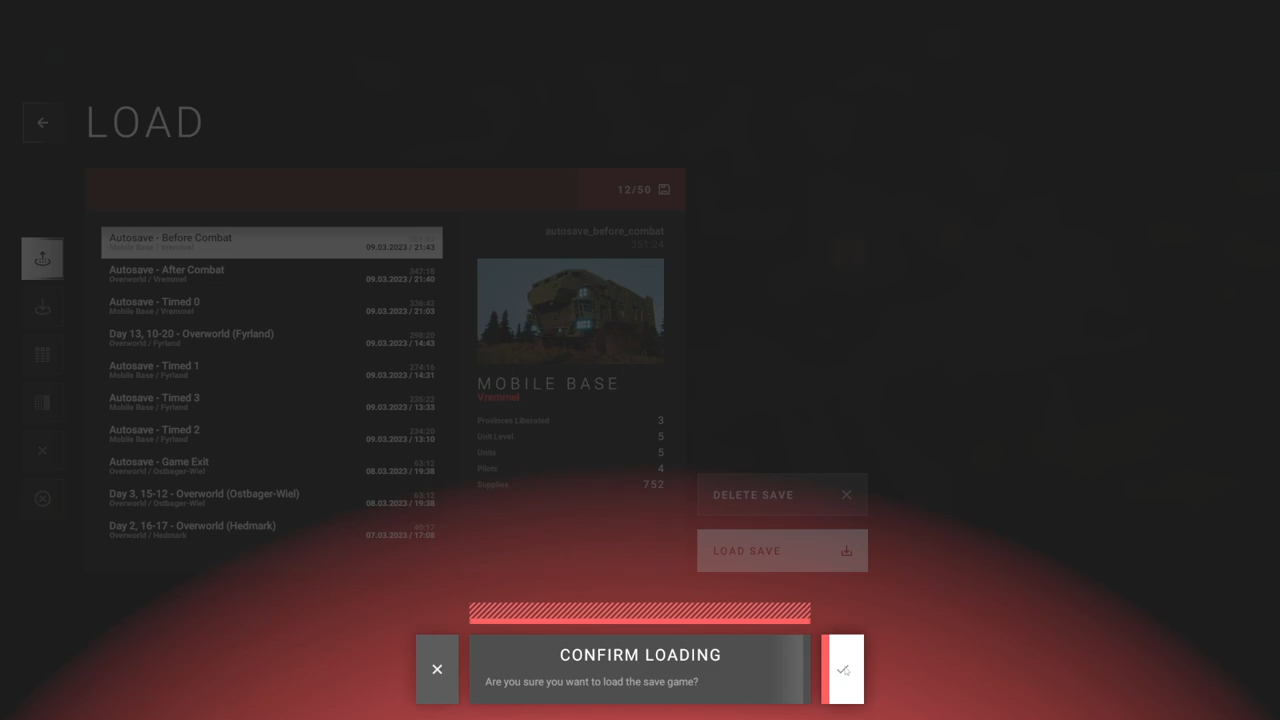 LOAD
12/50
Autosave - Before Combat
Mobile Base / Vremmel
09.03.2023 / 21:43
Autosave - After Combat
347:18
Overworld / Vremmel
09.03.2023 / 21:40
Autosave - Timed 0
336:42
Mobile Base / Vremmel
09.03.2023 / 21:03
Day 13, 10-20 - Overworld (Fyrland)
298:20
Overworld / Fyrland
09.03.2023 / 14:43
Autosave - Timed 1
274:16
Mobile Base / Fyrland
09.03.2023 / 14:31
Autosave - Timed 3
235:22
Mobile Base / Fyrland
09.03.2023 / 13:33
Autosave - Timed 2
234:20
Mobile Base / Fyrland
09.03.2023 / 13:10
Autosave - Game Exit
63:12
Overworld / Ostbager-Wiel
08.03.2023 / 19:38
Day 3, 15-12 - Overworld (Ostbager-Wiel)
63:12
Overworld / Ostbager-Wiel
08.03.2023 / 19:38
Day 2, 16-17 - Overworld (Hedmark)
40:17
Overworld / Hedmark
07.03.2023 / 17:08
autosave_before_combat
351:24
MOBILE BASE
Vremmel
Provinces Liberated 3
Unit Level 5
Units 5
Pilots 4
Supplies 752
DELETE SAVE
LOAD SAVE
CONFIRM LOADING
Are you sure you want to load the save game?